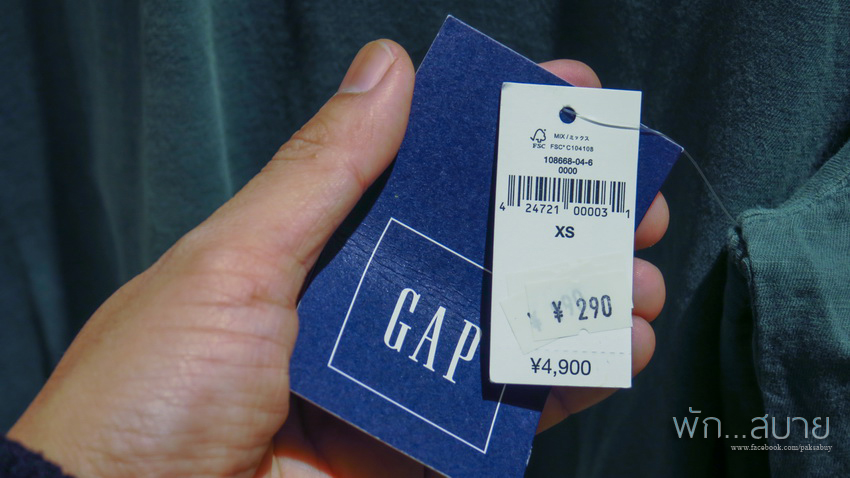 MIX / ミックス
FSC® C104108
108668-04-6
0000
4 24721 00003 1
XS
¥ 290
¥4,900
GAP
พัก...สบาย
www.facebook.com/paksabuy